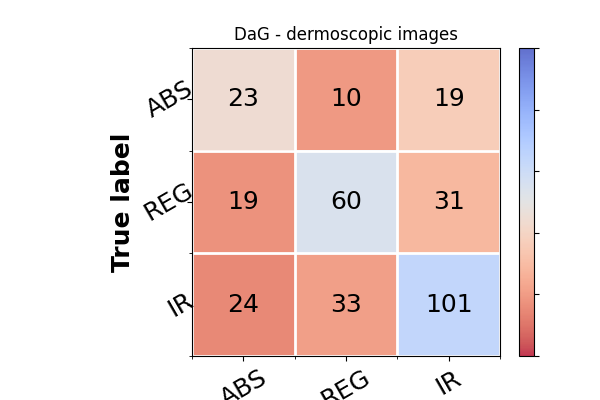 DaG - dermoscopic images
True label
ABS 23 10 19
REG 19 60 31
IR 24 33 101
ABS REG IR